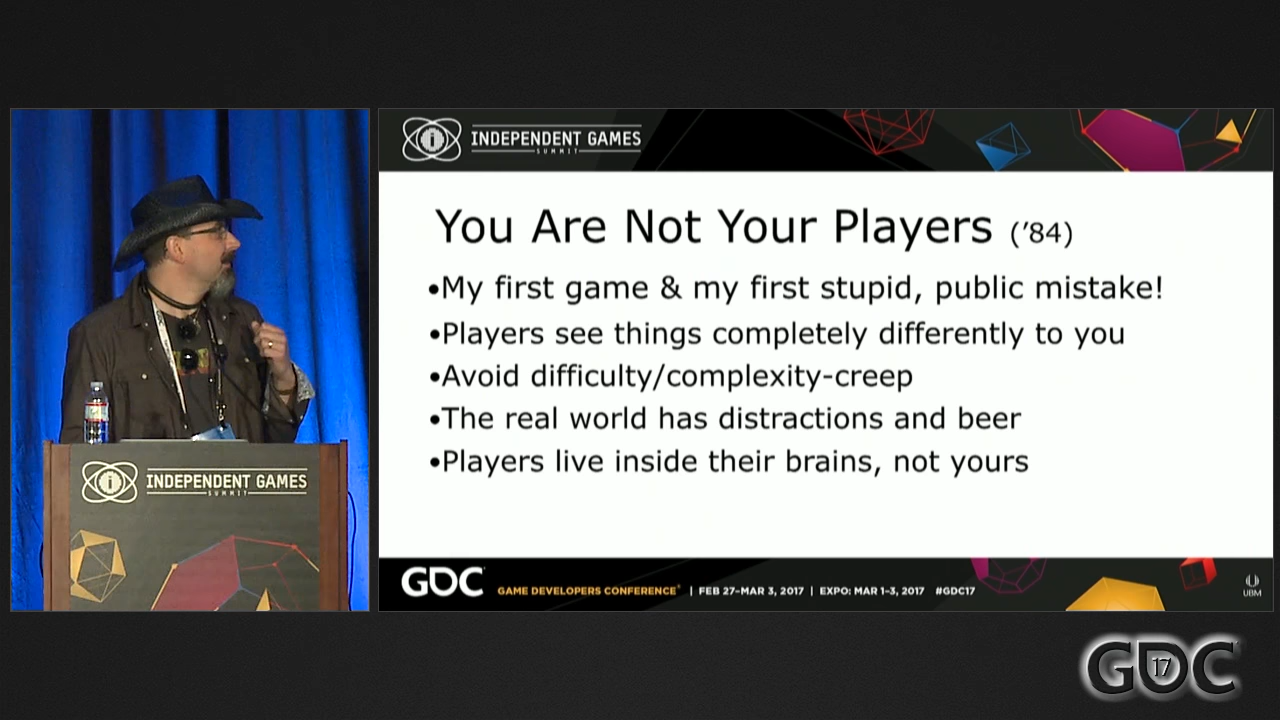 INDEPENDENT GAMES
SUMMIT
You Are Not Your Players ('84)
•My first game & my first stupid, public mistake!
•Players see things completely differently to you
•Avoid difficulty/complexity-creep
•The real world has distractions and beer
•Players live inside their brains, not yours
INDEPENDENT GAMES
SUMMIT
GDC GAME DEVELOPERS CONFERENCE® | FEB 27–MAR 3, 2017 | EXPO: MAR 1–3, 2017 #GDC17
UBM
GDC 17